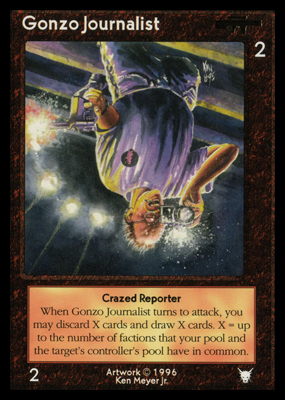 Gonzo Journalist
2
Crazed Reporter
When Gonzo Journalist turns to attack, you
may discard X cards and draw X cards. X = up
to the number of factions that your pool and
the target's controller's pool have in common.
2
Artwork © 1996
Ken Meyer Jr.